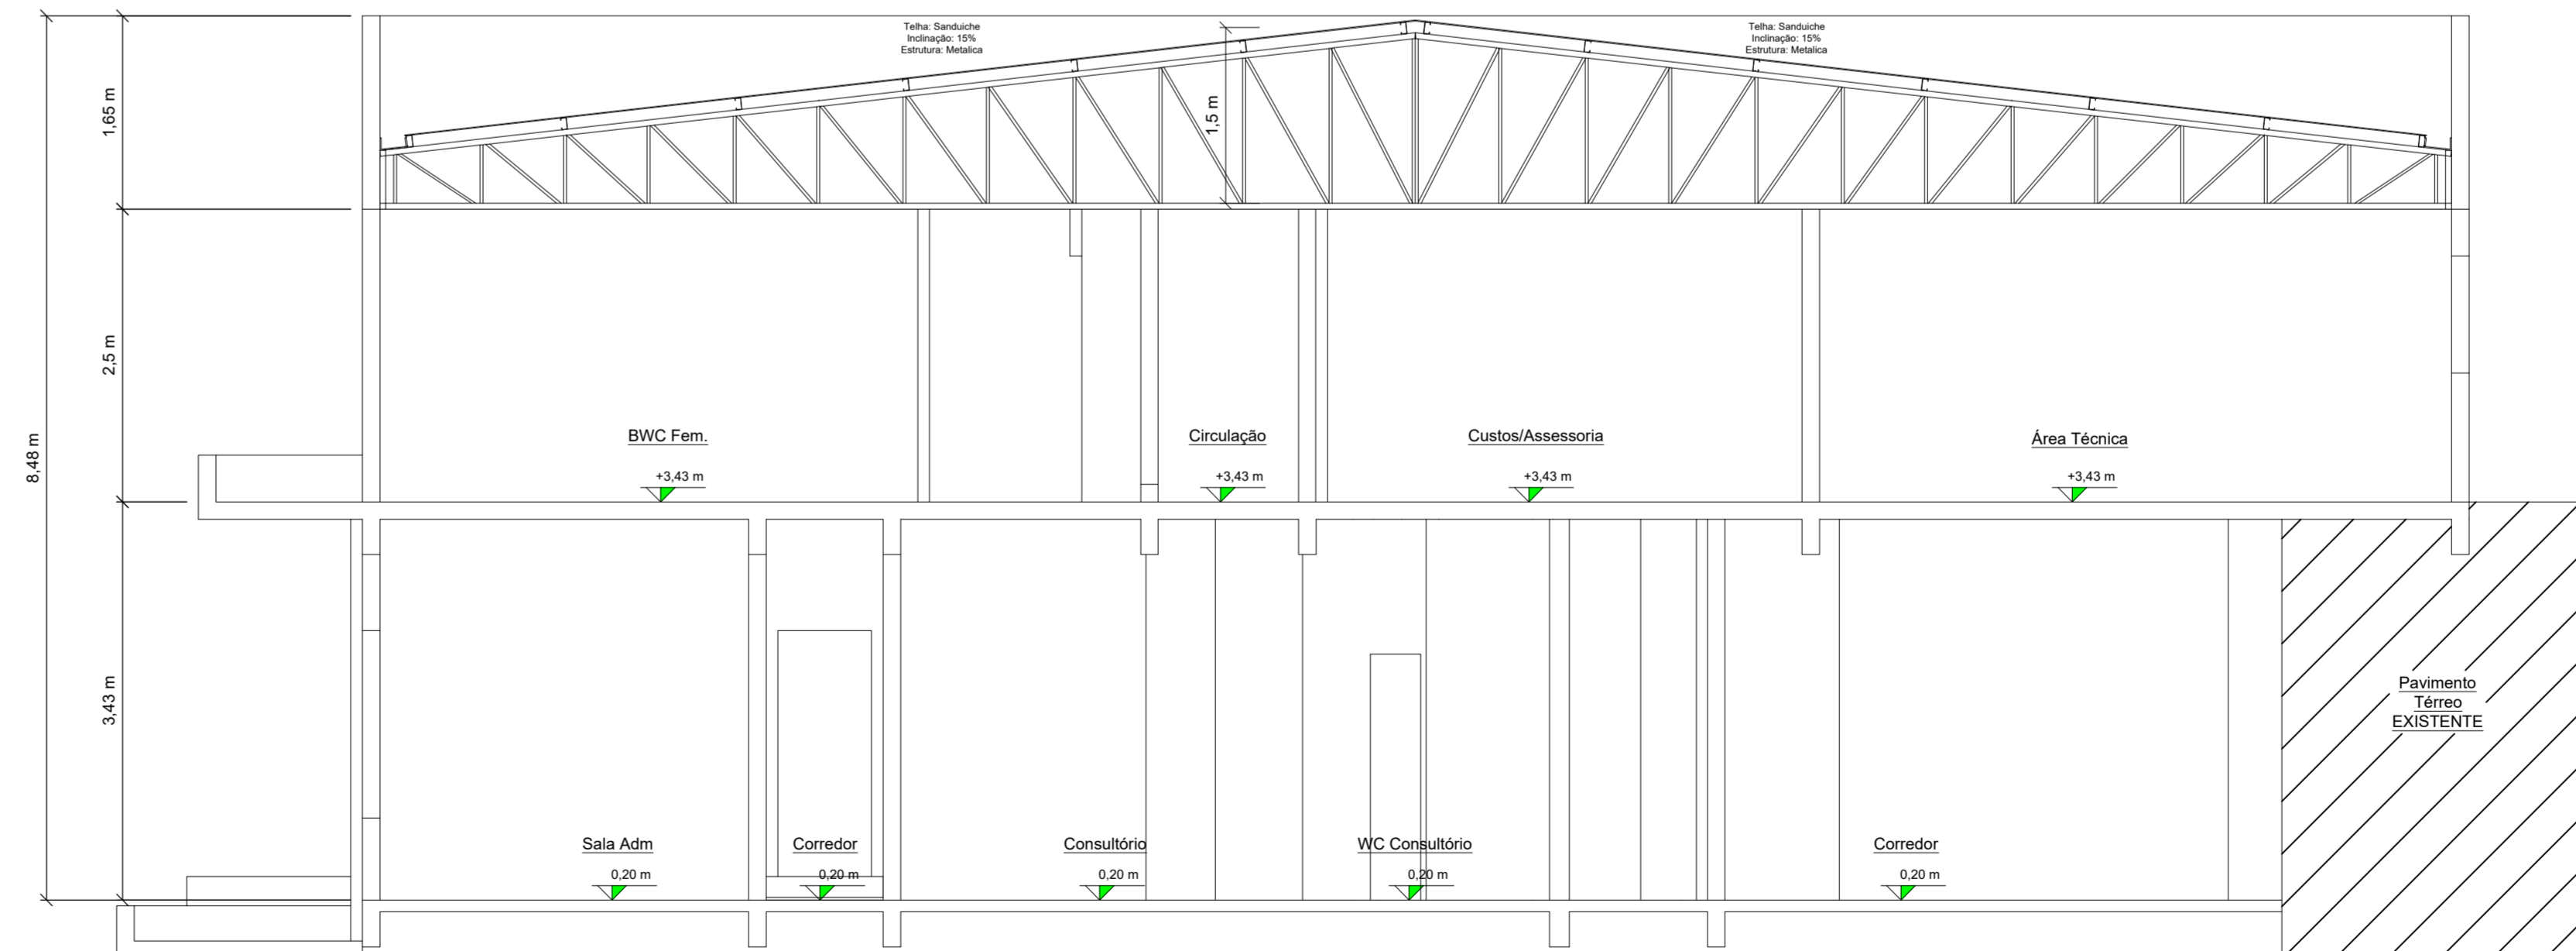 Telha: Sanduiche
Inclinação: 15%
Estrutura: Metalica
Telha: Sanduiche
Inclinação: 15%
Estrutura: Metalica
1,65 m
1,5 m
2,5 m
8,48 m
BWC Fem.
Circulação
Custos/Assessoria
Área Técnica
+3,43 m
+3,43 m
+3,43 m
+3,43 m
3,43 m
Pavimento
Térreo
EXISTENTE
Sala Adm
Corredor
Consultório
WC Consultório
Corredor
0,20 m
0,20 m
0,20 m
0,20 m
0,20 m